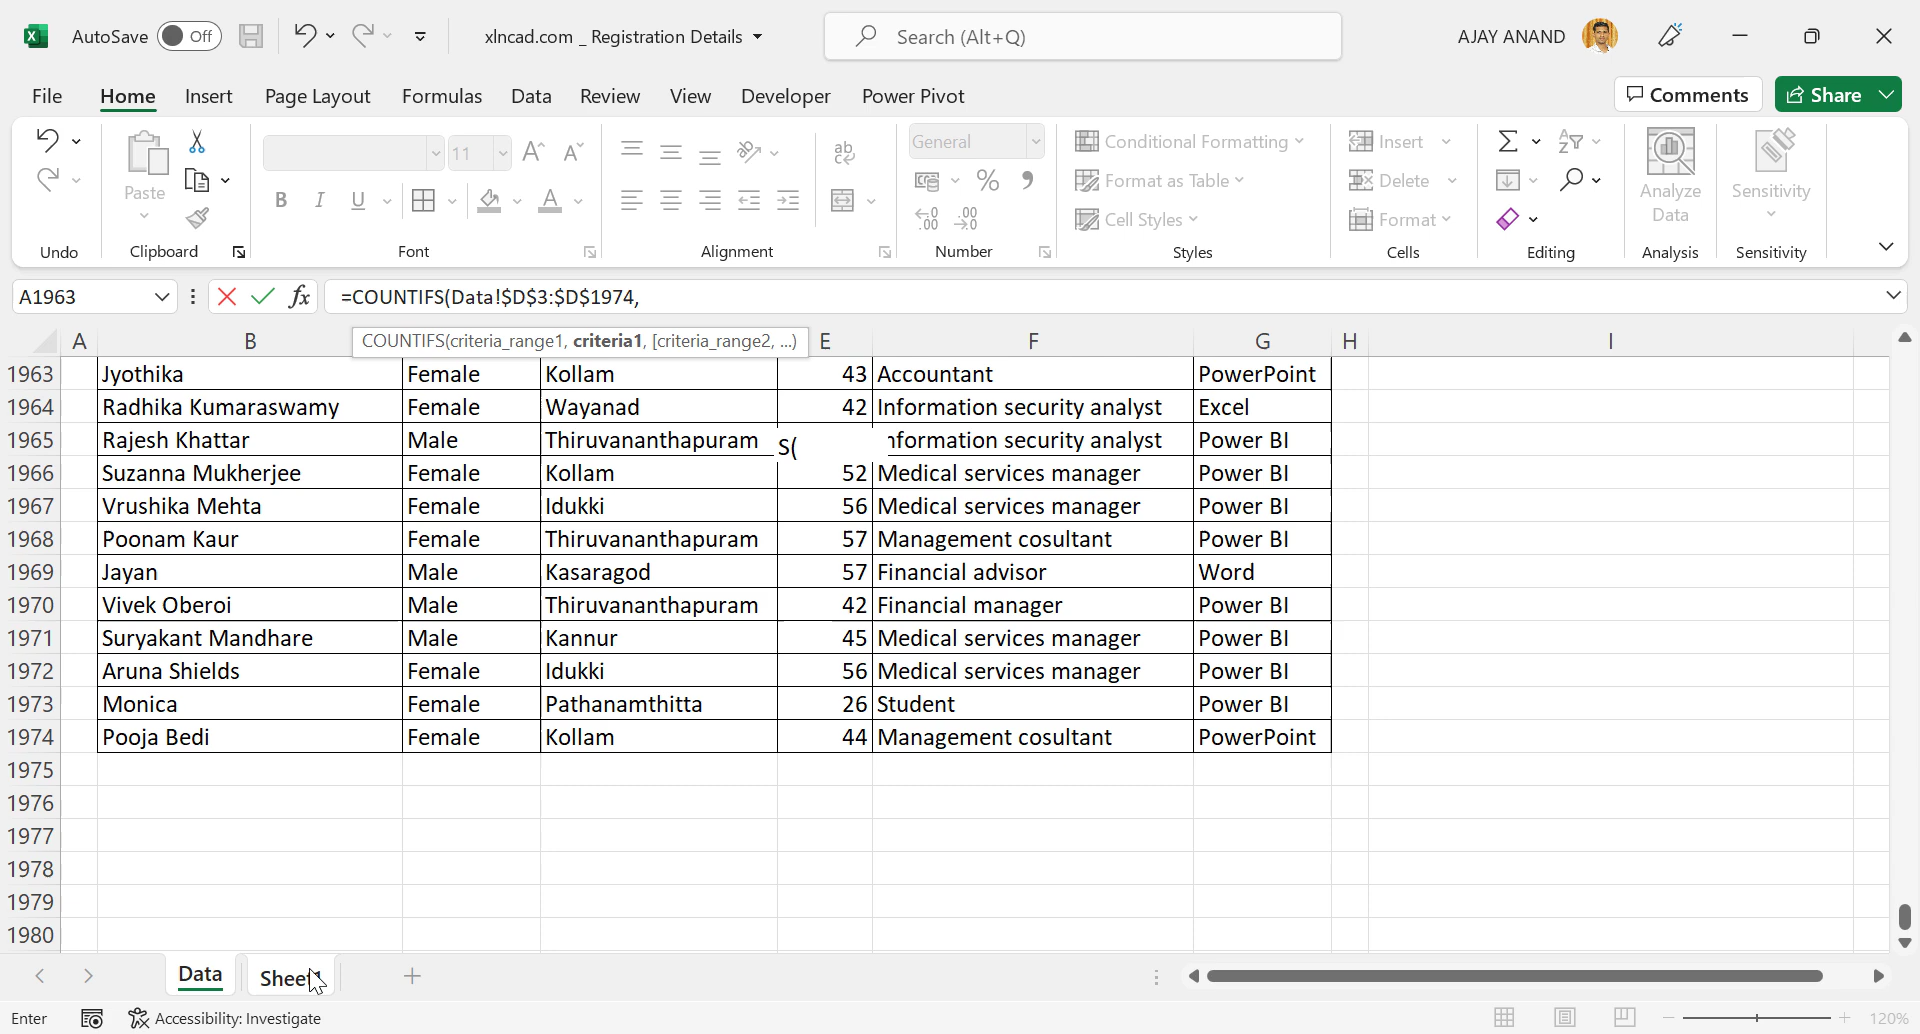 AutoSave Off xlncad.com _ Registration Details Search (Alt+Q) AJAY ANAND
File Home Insert Page Layout Formulas Data Review View Developer Power Pivot Comments Share
Paste 11 General Conditional Formatting Insert
B I U Format as Table Delete Analyze Data Sensitivity
Cell Styles Format
Undo Clipboard Font Alignment Number Styles Cells Editing Analysis Sensitivity
A1963 fx =COUNTIFS(Data!$D$3:$D$1974,
COUNTIFS(criteria_range1, criteria1, [criteria_range2, ...)
A B E F G H I
1963 Jyothika Female Kollam 43 Accountant PowerPoint
1964 Radhika Kumaraswamy Female Wayanad 42 Information security analyst Excel
1965 Rajesh Khattar Male Thiruvananthapuram S( nformation security analyst Power BI
1966 Suzanna Mukherjee Female Kollam 52 Medical services manager Power BI
1967 Vrushika Mehta Female Idukki 56 Medical services manager Power BI
1968 Poonam Kaur Female Thiruvananthapuram 57 Management cosultant Power BI
1969 Jayan Male Kasaragod 57 Financial advisor Word
1970 Vivek Oberoi Male Thiruvananthapuram 42 Financial manager Power BI
1971 Suryakant Mandhare Male Kannur 45 Medical services manager Power BI
1972 Aruna Shields Female Idukki 56 Medical services manager Power BI
1973 Monica Female Pathanamthitta 26 Student Power BI
1974 Pooja Bedi Female Kollam 44 Management cosultant PowerPoint
1975
1976
1977
1978
1979
1980
Data Sheet1
Enter Accessibility: Investigate 120%